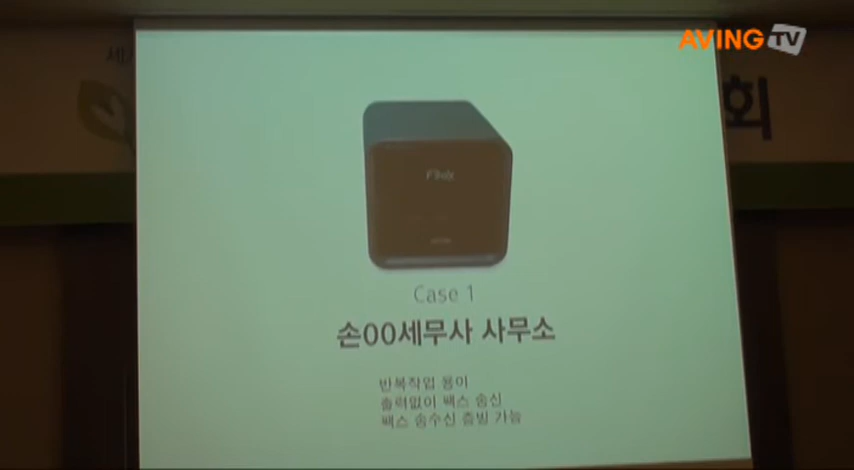 AVING TV
회
Case 1
손00세무사 사무소
반복작업 용이
출력없이 팩스 송신
팩스 송수신 증빙 가능